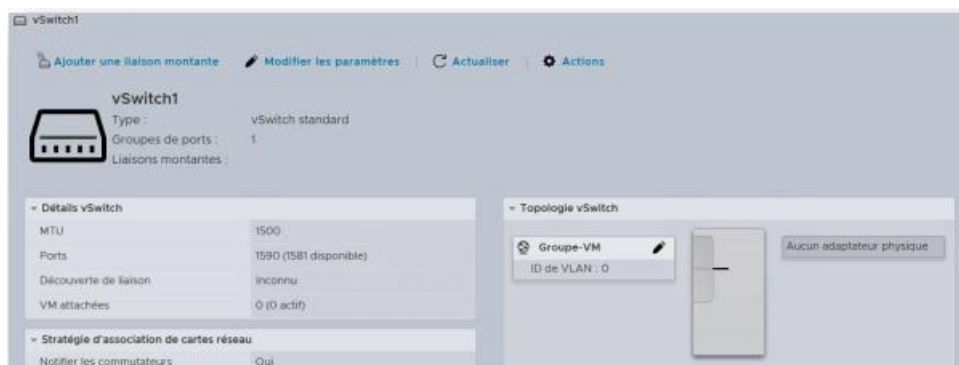 vSwitch1
Ajouter une liaison montante Modifier les paramètres Actualiser Actions
vSwitch1
Type : vSwitch standard
Groupes de ports : 1
Liaisons montantes :
Détails vSwitch
MTU 1500
Ports 1590 (1581 disponible)
Découverte de liaison Inconnu
VM attachées 0 (0 actif)
Stratégie d'association de cartes réseau
Notifier les commutateurs Oui
Topologie vSwitch
Groupe-VM
ID de VLAN : 0
Aucun adaptateur physique